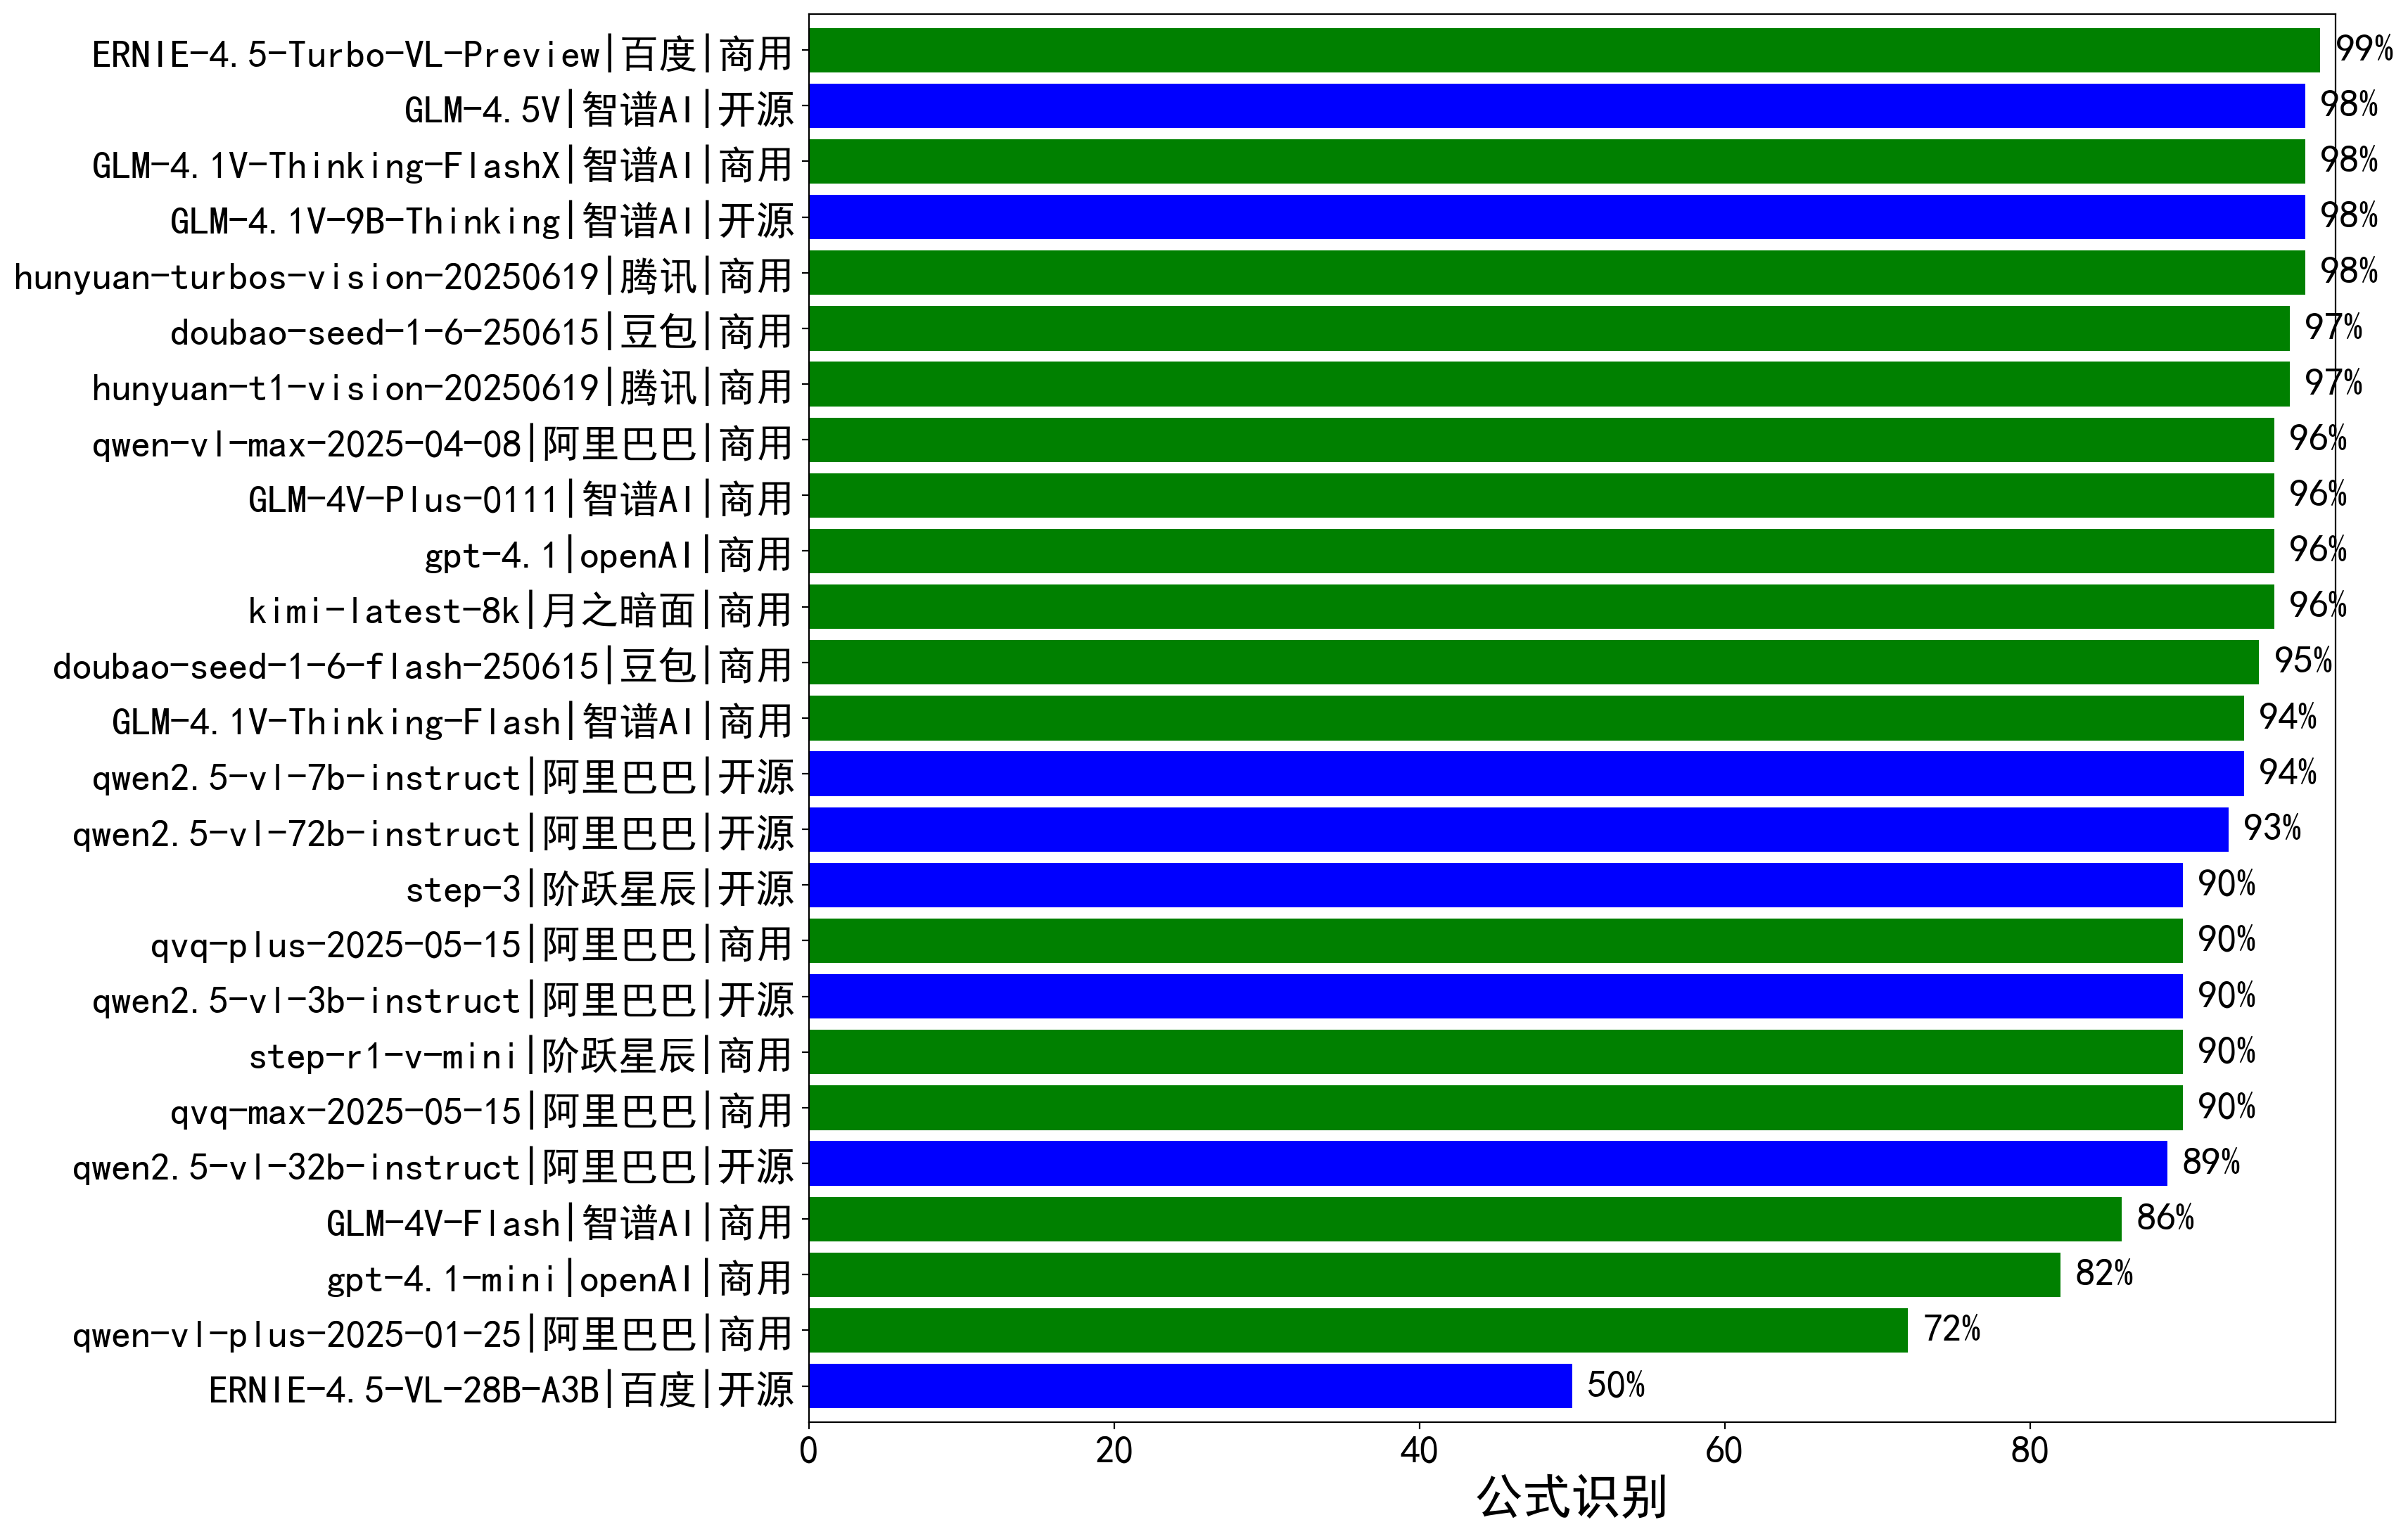 ERNIE-4.5-Turbo-VL-Preview|百度|商用 99%
GLM-4.5V|智谱AI|开源 98%
GLM-4.1V-Thinking-FlashX|智谱AI|商用 98%
GLM-4.1V-9B-Thinking|智谱AI|开源 98%
hunyuan-turbos-vision-20250619|腾讯|商用 98%
doubao-seed-1-6-250615|豆包|商用 97%
hunyuan-t1-vision-20250619|腾讯|商用 97%
qwen-vl-max-2025-04-08|阿里巴巴|商用 96%
GLM-4V-Plus-0111|智谱AI|商用 96%
gpt-4.1|openAI|商用 96%
kimi-latest-8k|月之暗面|商用 96%
doubao-seed-1-6-flash-250615|豆包|商用 95%
GLM-4.1V-Thinking-Flash|智谱AI|商用 94%
qwen2.5-vl-7b-instruct|阿里巴巴|开源 94%
qwen2.5-vl-72b-instruct|阿里巴巴|开源 93%
step-3|阶跃星辰|开源 90%
qvq-plus-2025-05-15|阿里巴巴|商用 90%
qwen2.5-vl-3b-instruct|阿里巴巴|开源 90%
step-r1-v-mini|阶跃星辰|商用 90%
qvq-max-2025-05-15|阿里巴巴|商用 90%
qwen2.5-vl-32b-instruct|阿里巴巴|开源 89%
GLM-4V-Flash|智谱AI|商用 86%
gpt-4.1-mini|openAI|商用 82%
qwen-vl-plus-2025-01-25|阿里巴巴|商用 72%
ERNIE-4.5-VL-28B-A3B|百度|开源 50%
0 20 40 60 80
公式识别